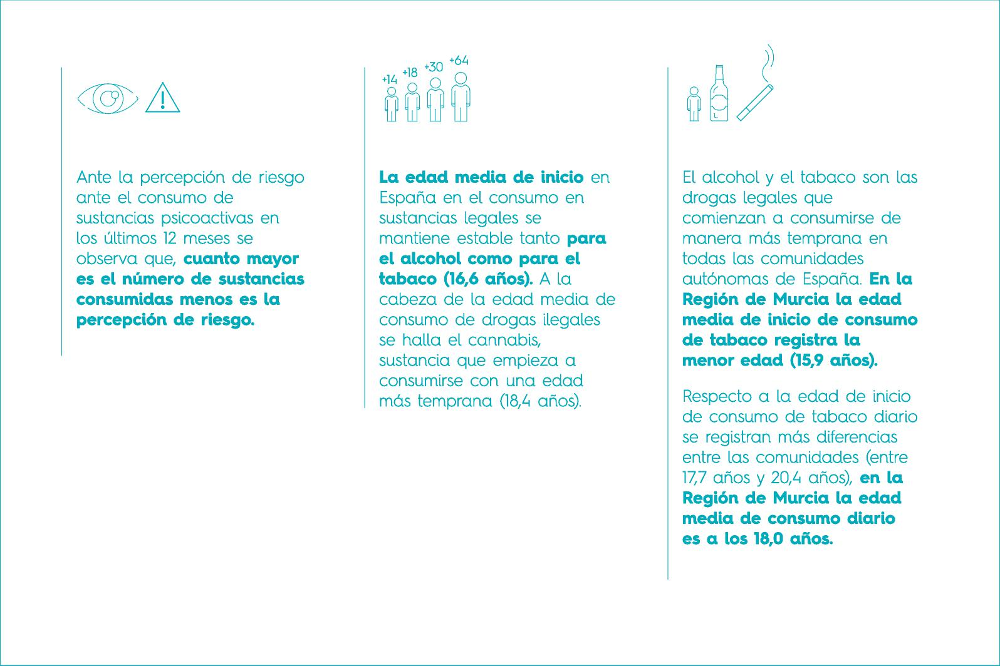 Ante la percepción de riesgo
ante el consumo de
sustancias psicoactivas en
los últimos 12 meses se
observa que, cuanto mayor
es el número de sustancias
consumidas menos es la
percepción de riesgo.
+14 +18 +30 +64
La edad media de inicio en
España en el consumo en
sustancias legales se
mantiene estable tanto para
el alcohol como para el
tabaco (16,6 años). A la
cabeza de la edad media de
consumo de drogas ilegales
se halla el cannabis,
sustancia que empieza a
consumirse con una edad
más temprana (18,4 años).
El alcohol y el tabaco son las
drogas legales que
comienzan a consumirse de
manera más temprana en
todas las comunidades
autónomas de España. En la
Región de Murcia la edad
media de inicio de consumo
de tabaco registra la
menor edad (15,9 años).
Respecto a la edad de inicio
de consumo de tabaco diario
se registran más diferencias
entre las comunidades (entre
17,7 años y 20,4 años), en la
Región de Murcia la edad
media de consumo diario
es a los 18,0 años.